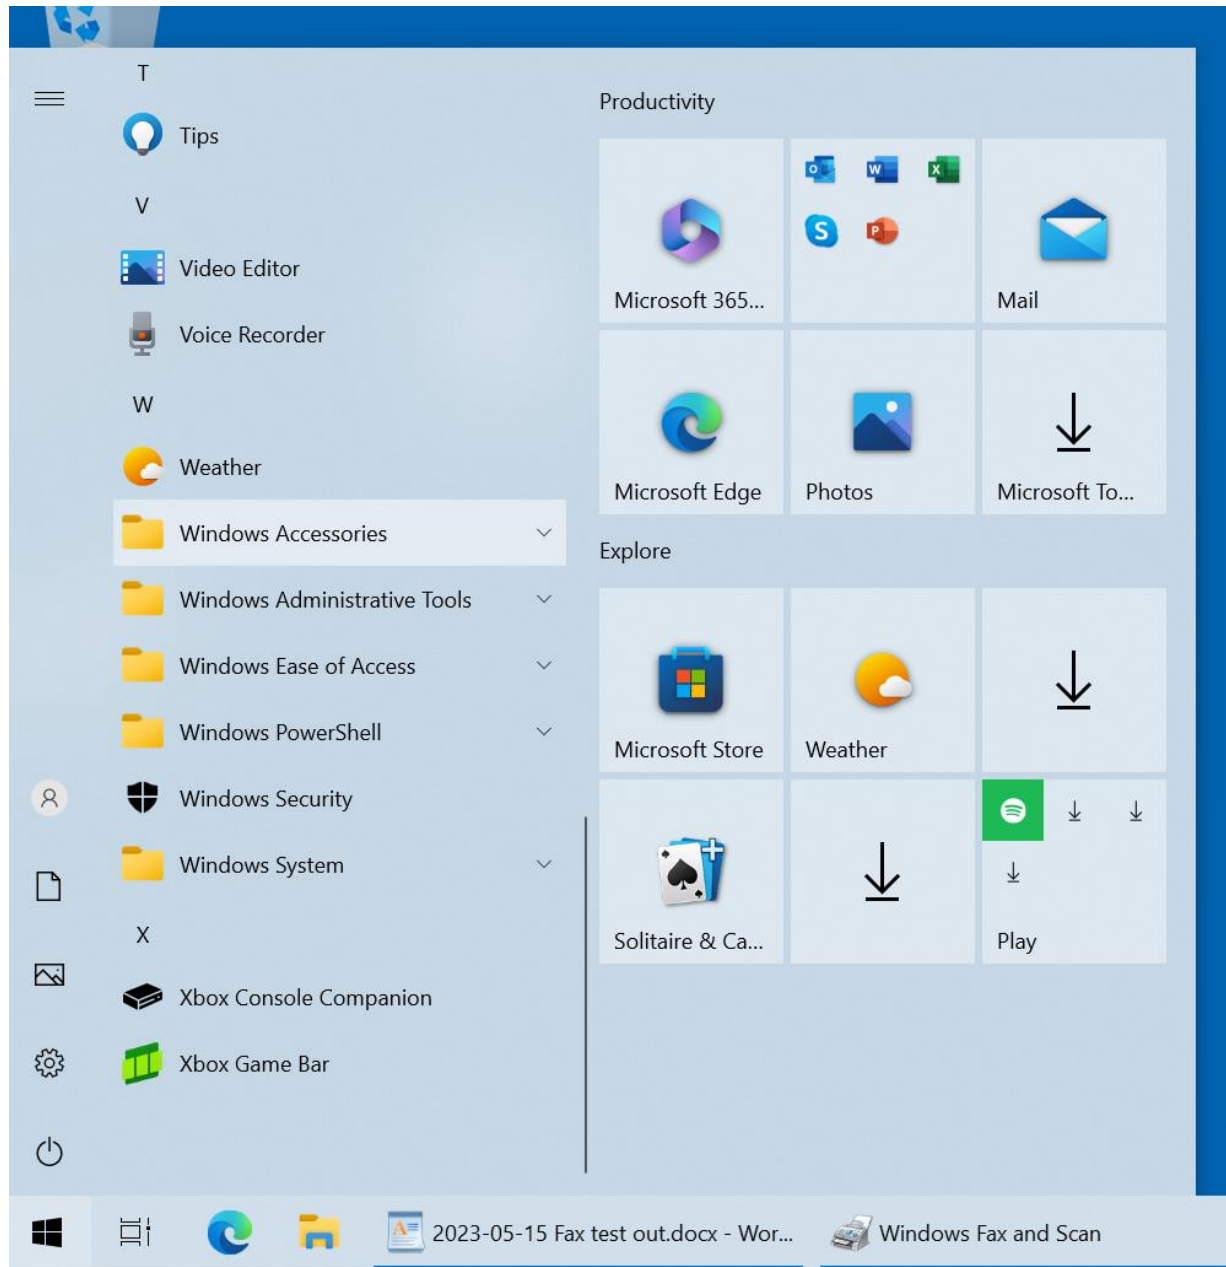 T
Tips
V
Video Editor
Voice Recorder
W
Weather
Windows Accessories
Windows Administrative Tools
Windows Ease of Access
Windows PowerShell
Windows Security
Windows System
X
Xbox Console Companion
Xbox Game Bar
Productivity
Microsoft 365...
Mail
Microsoft Edge
Photos
Microsoft To...
Explore
Microsoft Store
Weather
Solitaire & Ca...
Play
2023-05-15 Fax test out.docx - Wor...
Windows Fax and Scan